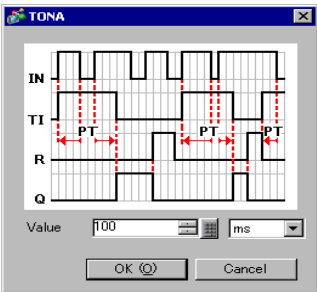 TONA
IN
TI
PT PT PT
R
Q
Value 100 ms
OK (O) Cancel